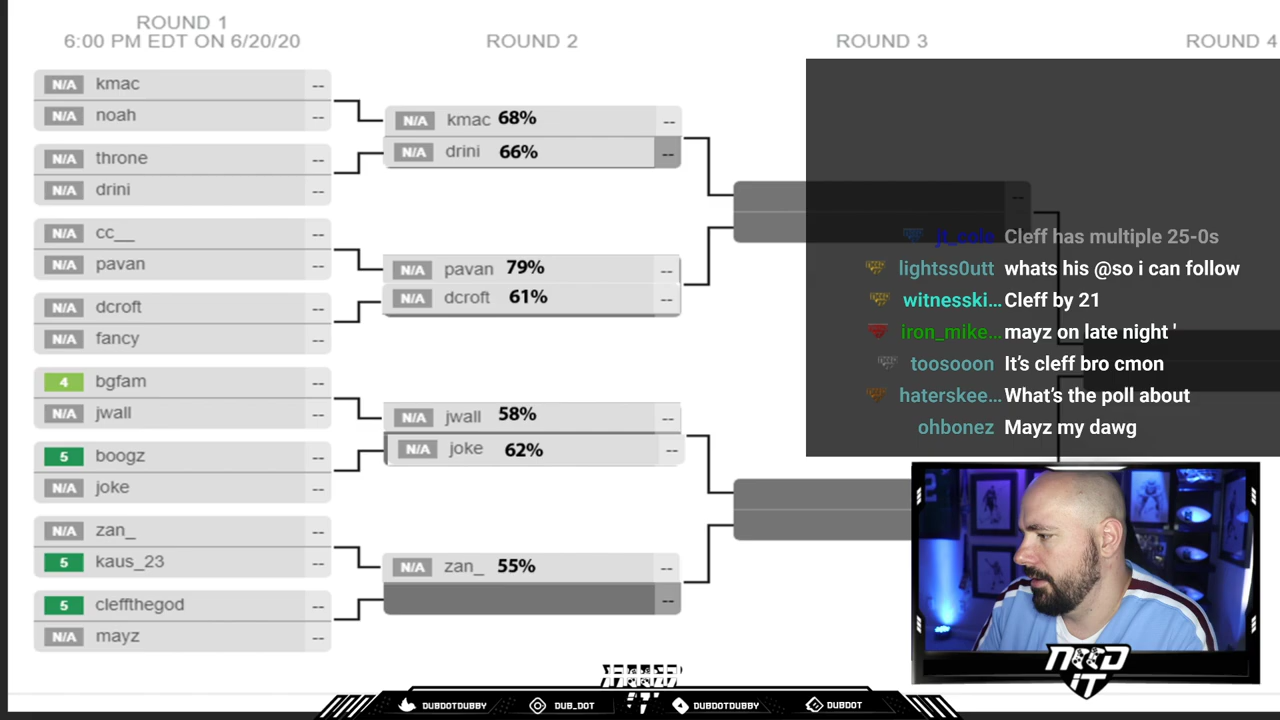 ROUND 1
6:00 PM EDT ON 6/20/20
ROUND 2
ROUND 3
ROUND 4
N/A kmac --
N/A noah --
N/A throne --
N/A drini --
N/A cc__ --
N/A pavan --
N/A dcroft --
N/A fancy --
4 bgfam --
N/A jwall --
5 boogz --
N/A joke --
N/A zan_ --
5 kaus_23 --
5 cleffthegod --
N/A mayz --
N/A kmac 68% --
N/A drini 66% --
N/A pavan 79% --
N/A dcroft 61% --
N/A jwall 58% --
N/A joke 62% --
N/A zan_ 55% --
--
--
jt_cole Cleff has multiple 25-0s
lightss0utt whats his @so i can follow
witnesski... Cleff by 21
iron_mike... mayz on late night '
toosooon It's cleff bro cmon
haterskee... What's the poll about
ohbonez Mayz my dawg
NEED IT
DUBDOTDUBBY
DUB_DOT
DUBDOTDUBBY
DUBDOT